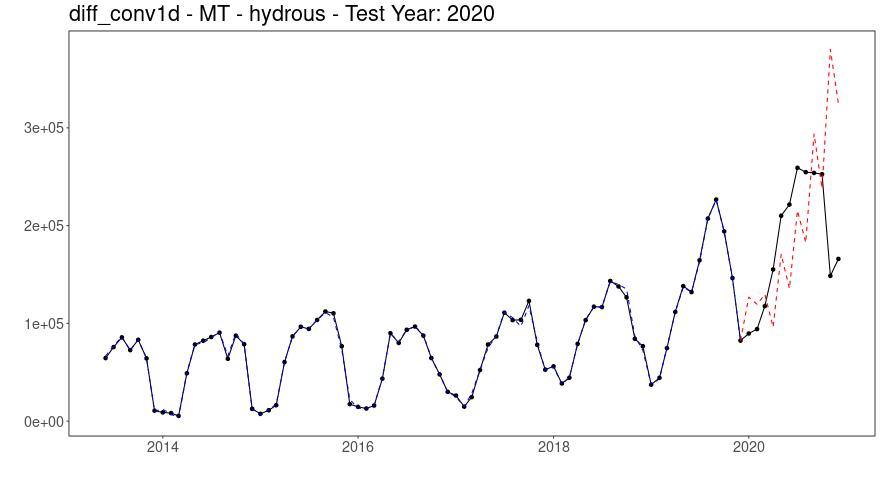 diff_conv1d - MT - hydrous - Test Year: 2020
3e+05
2e+05
1e+05
0e+00
2014 2016 2018 2020